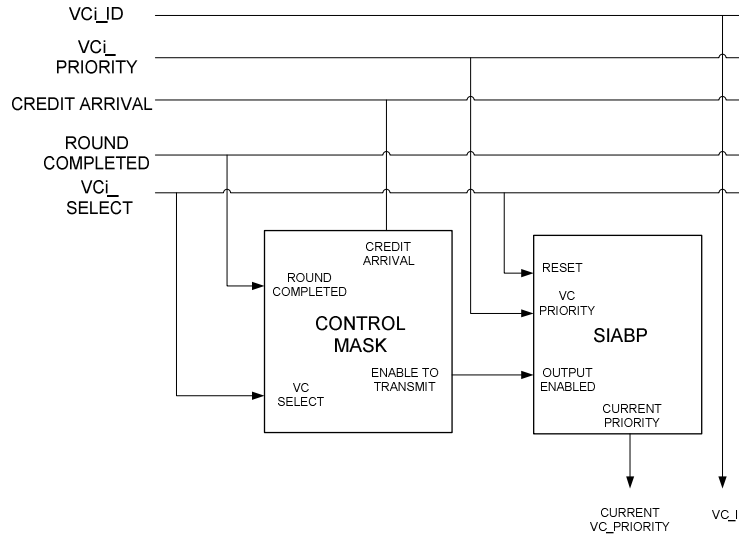 VCi_ID
VCi_
PRIORITY
CREDIT ARRIVAL
ROUND
COMPLETED
VCi_
SELECT
CREDIT
ARRIVAL
ROUND
COMPLETED
CONTROL
MASK
ENABLE TO
TRANSMIT
VC
SELECT
RESET
VC
PRIORITY
SIABP
OUTPUT
ENABLED
CURRENT
PRIORITY
CURRENT
VC_PRIORITY
VC_I